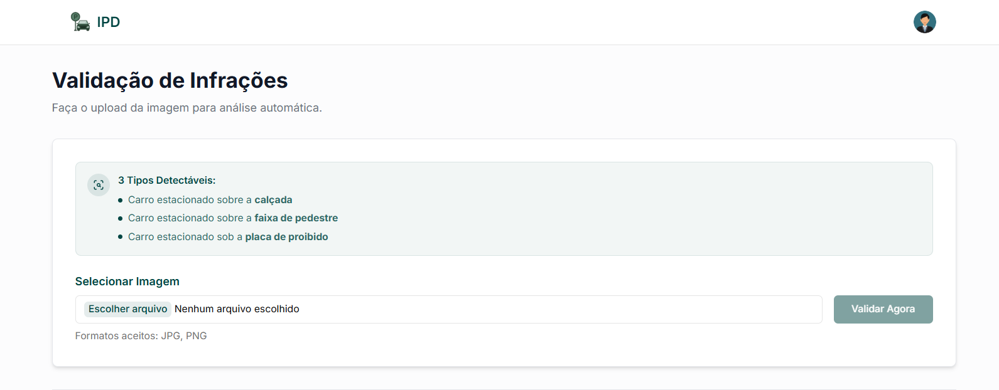 IPD
Validação de Infrações
Faça o upload da imagem para análise automática.
3 Tipos Detectáveis:
Carro estacionado sobre a calçada
Carro estacionado sobre a faixa de pedestre
Carro estacionado sob a placa de proibido
Selecionar Imagem
Escolher arquivo Nenhum arquivo escolhido
Validar Agora
Formatos aceitos: JPG, PNG